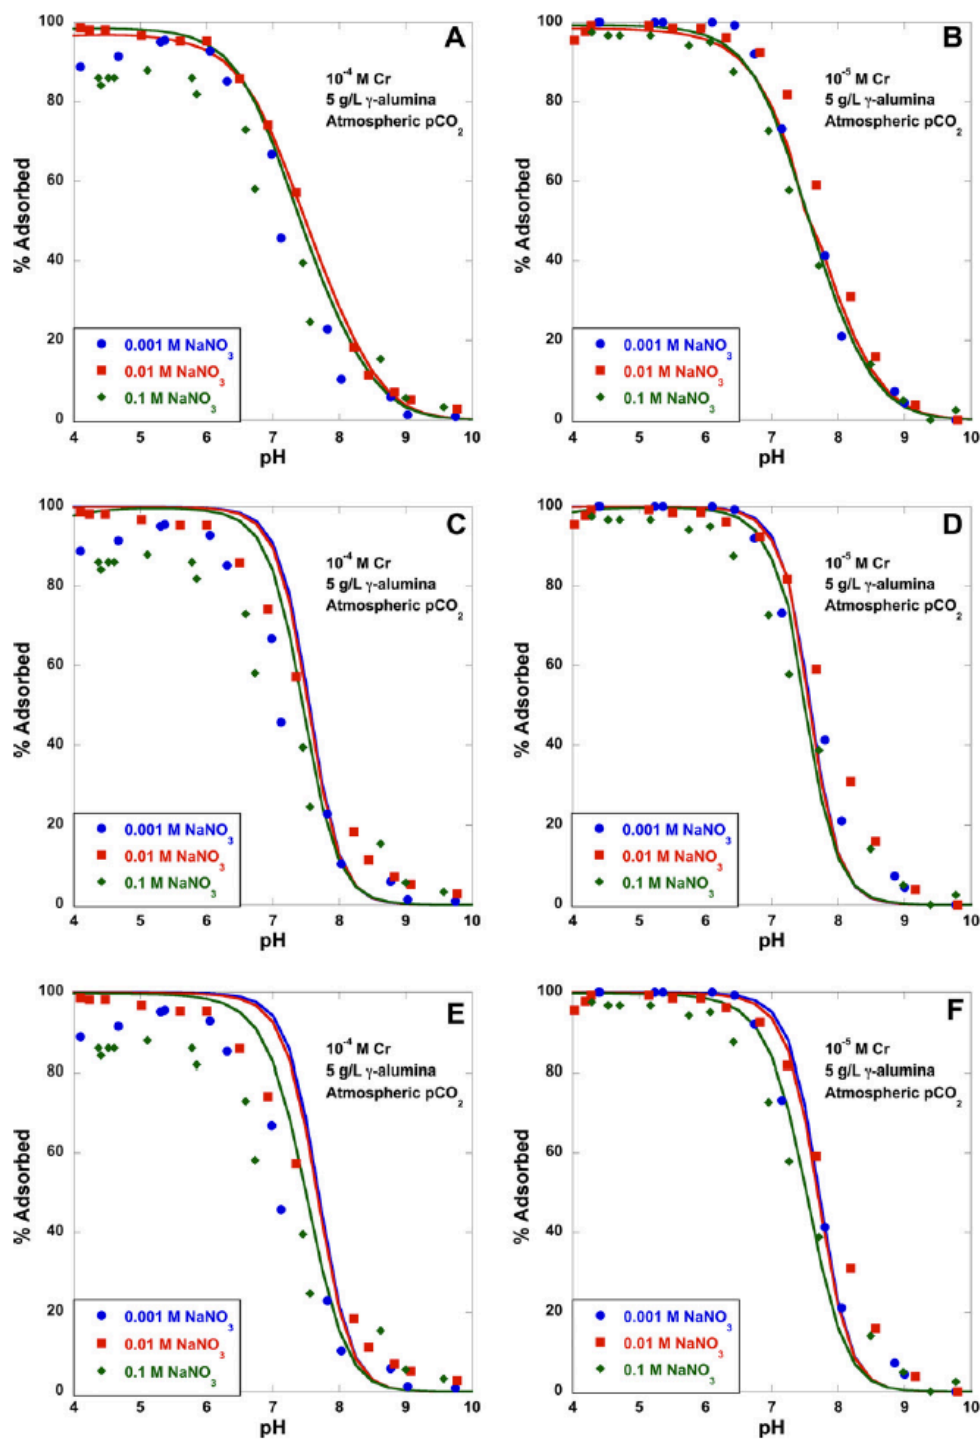 A
10⁻⁴ M Cr
5 g/L γ-alumina
Atmospheric pCO₂
% Adsorbed
100
80
60
40
20
0
0.001 M NaNO₃
0.01 M NaNO₃
0.1 M NaNO₃
4 5 6 7 8 9 10
pH
B
10⁻⁵ M Cr
5 g/L γ-alumina
Atmospheric pCO₂
% Adsorbed
100
80
60
40
20
0
0.001 M NaNO₃
0.01 M NaNO₃
0.1 M NaNO₃
4 5 6 7 8 9 10
pH
C
10⁻⁴ M Cr
5 g/L γ-alumina
Atmospheric pCO₂
% Adsorbed
100
80
60
40
20
0
0.001 M NaNO₃
0.01 M NaNO₃
0.1 M NaNO₃
4 5 6 7 8 9 10
pH
D
10⁻⁵ M Cr
5 g/L γ-alumina
Atmospheric pCO₂
% Adsorbed
100
80
60
40
20
0
0.001 M NaNO₃
0.01 M NaNO₃
0.1 M NaNO₃
4 5 6 7 8 9 10
pH
E
10⁻⁴ M Cr
5 g/L γ-alumina
Atmospheric pCO₂
% Adsorbed
100
80
60
40
20
0
0.001 M NaNO₃
0.01 M NaNO₃
0.1 M NaNO₃
4 5 6 7 8 9 10
pH
F
10⁻⁵ M Cr
5 g/L γ-alumina
Atmospheric pCO₂
% Adsorbed
100
80
60
40
20
0
0.001 M NaNO₃
0.01 M NaNO₃
0.1 M NaNO₃
4 5 6 7 8 9 10
pH